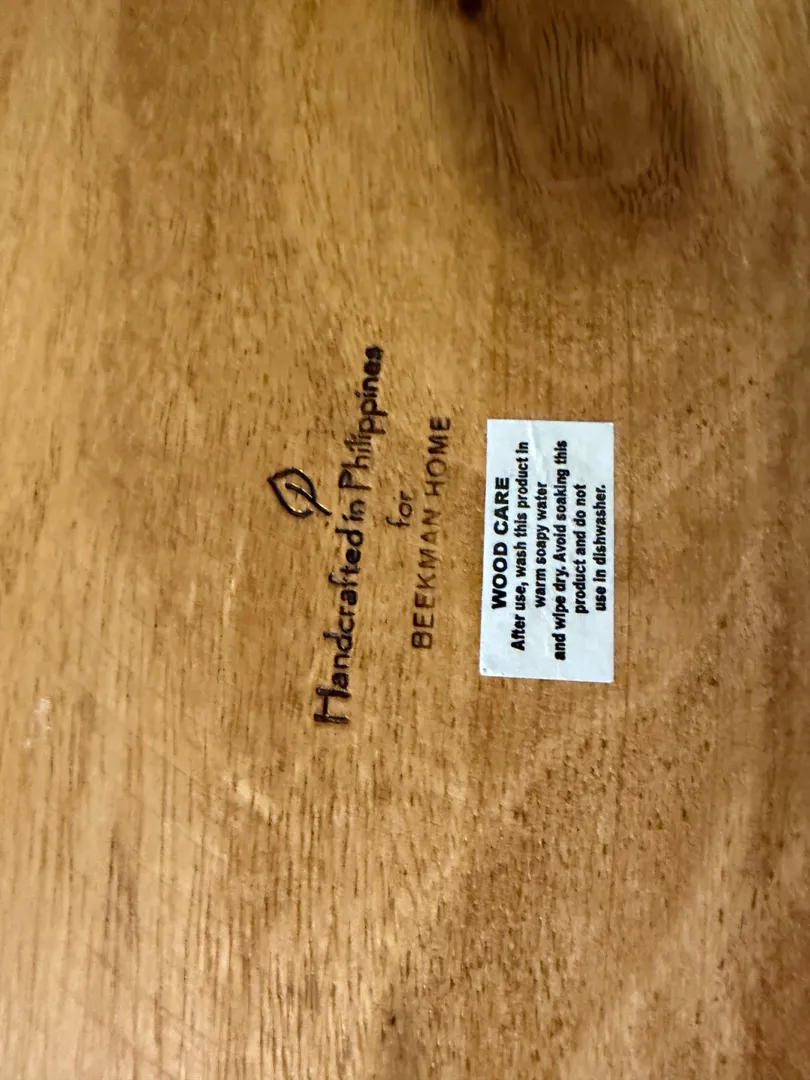 Handcrafted in Philippines
for
BEEKMAN HOME
WOOD CARE
After use, wash this product in
warm soapy water
and wipe dry. Avoid soaking this
product and do not
use in dishwasher.